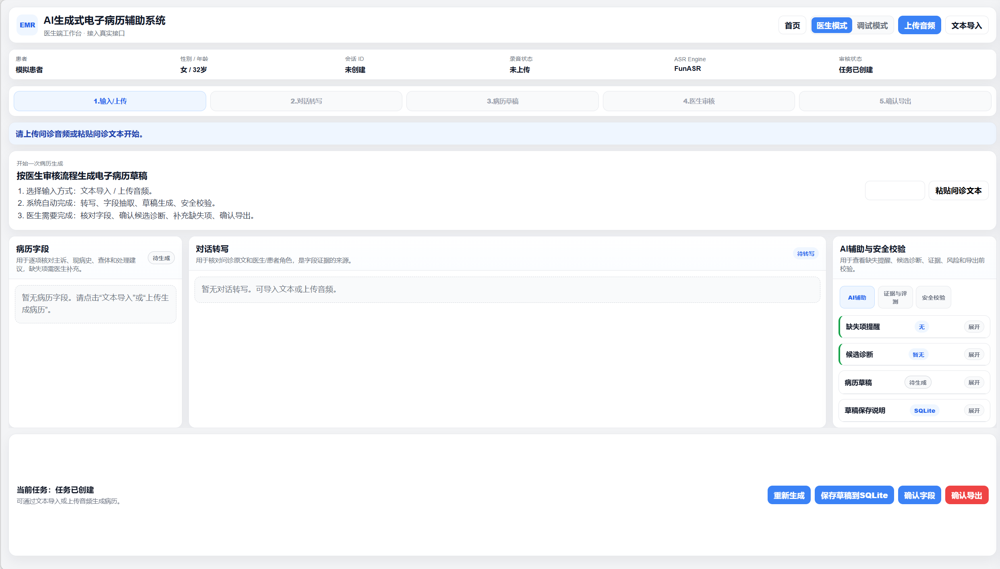 EMR
AI生成式电子病历辅助系统
医生端工作台 · 接入真实接口
首页
医生模式
调试模式
上传音频
文本导入
患者
模拟患者
性别 / 年龄
女 / 32岁
会话 ID
未创建
录音状态
未上传
ASR Engine
FunASR
审核状态
任务已创建
1.输入/上传
2.对话转写
3.病历草稿
4.医生审核
5.确认导出
请上传问诊音频或粘贴问诊文本开始。
开始一次病历生成
按医生审核流程生成电子病历草稿
1. 选择输入方式：文本导入 / 上传音频。
2. 系统自动完成：转写、字段抽取、草稿生成、安全校验。
3. 医生需要完成：核对字段、确认候选诊断、补充缺失项、确认导出。
粘贴问诊文本
病历字段
用于逐项核对主诉、现病史、查体和处理建
议，缺失项需医生补充。
待生成
暂无病历字段。请点击“文本导入”或“上传生
成病历”。
对话转写
用于核对问诊原文和医生/患者角色，是字段证据的来源。
待转写
暂无对话转写。可导入文本或上传音频。
AI辅助与安全校验
用于查看缺失提醒、候选诊断、证据、风险和导出前
校验。
AI辅助
证据与评
测
安全校验
缺失项提醒
无
展开
候选诊断
暂无
展开
病历草稿
待生成
展开
草稿保存说明
SQLite
展开
当前任务：任务已创建
可通过文本导入或上传音频生成病历。
重新生成
保存草稿到SQLite
确认字段
确认导出